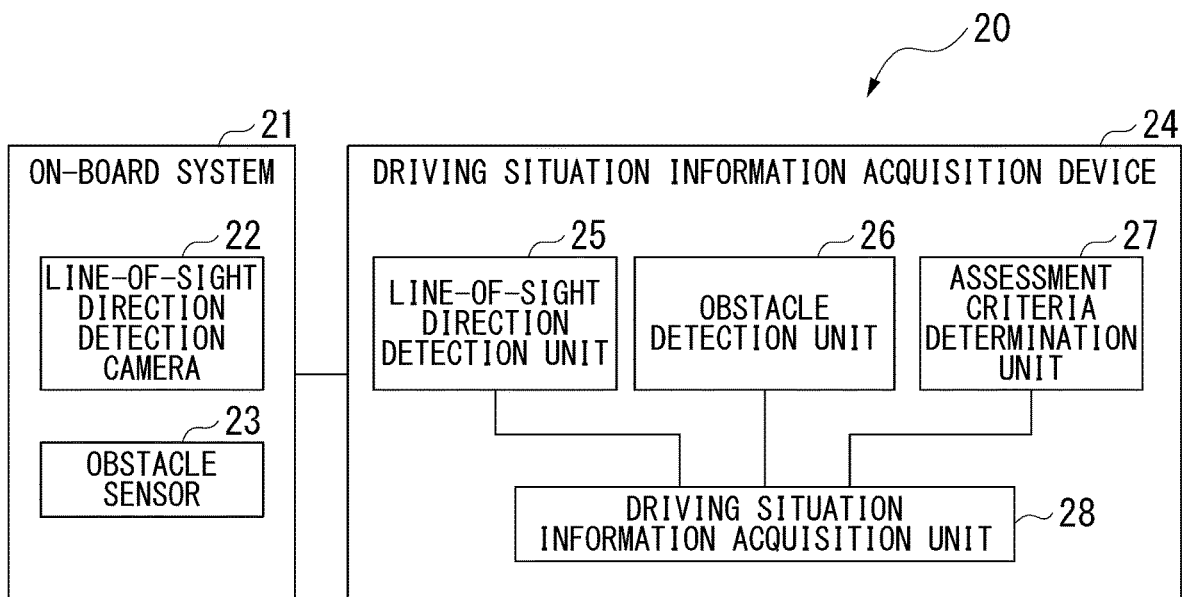 20
21
24
ON-BOARD SYSTEM
DRIVING SITUATION INFORMATION ACQUISITION DEVICE
22
LINE-OF-SIGHT
DIRECTION
DETECTION
CAMERA
23
OBSTACLE
SENSOR
25
LINE-OF-SIGHT
DIRECTION
DETECTION UNIT
26
OBSTACLE
DETECTION UNIT
27
ASSESSMENT
CRITERIA
DETERMINATION
UNIT
DRIVING SITUATION
INFORMATION ACQUISITION UNIT
28